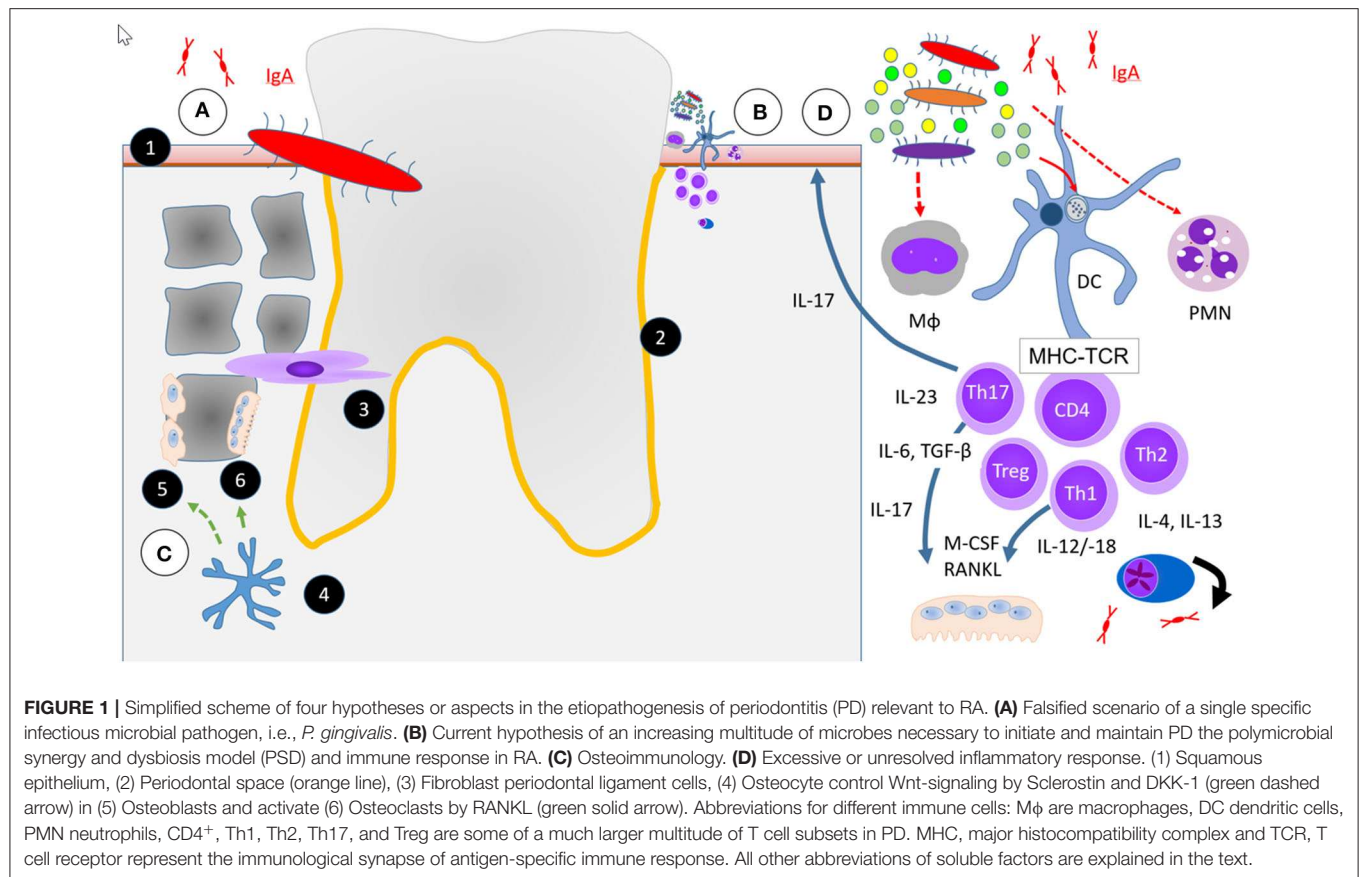 IgA
IgA
A
B
D
1
DC
PMN
Mϕ
IL-17
2
MHC-TCR
IL-23
Th17
CD4
3
IL-6, TGF-β
Treg
Th2
Th1
5
6
IL-17
IL-4, IL-13
C
M-CSF
IL-12/-18
RANKL
4
FIGURE 1 | Simplified scheme of four hypotheses or aspects in the etiopathogenesis of periodontitis (PD) relevant to RA. (A) Falsified scenario of a single specific
infectious microbial pathogen, i.e., P. gingivalis. (B) Current hypothesis of an increasing multitude of microbes necessary to initiate and maintain PD the polymicrobial
synergy and dysbiosis model (PSD) and immune response in RA. (C) Osteoimmunology. (D) Excessive or unresolved inflammatory response. (1) Squamous
epithelium, (2) Periodontal space (orange line), (3) Fibroblast periodontal ligament cells, (4) Osteocyte control Wnt-signaling by Sclerostin and DKK-1 (green dashed
arrow) in (5) Osteoblasts and activate (6) Osteoclasts by RANKL (green solid arrow). Abbreviations for different immune cells: Mϕ are macrophages, DC dendritic cells,
PMN neutrophils, CD4+, Th1, Th2, Th17, and Treg are some of a much larger multitude of T cell subsets in PD. MHC, major histocompatibility complex and TCR, T
cell receptor represent the immunological synapse of antigen-specific immune response. All other abbreviations of soluble factors are explained in the text.